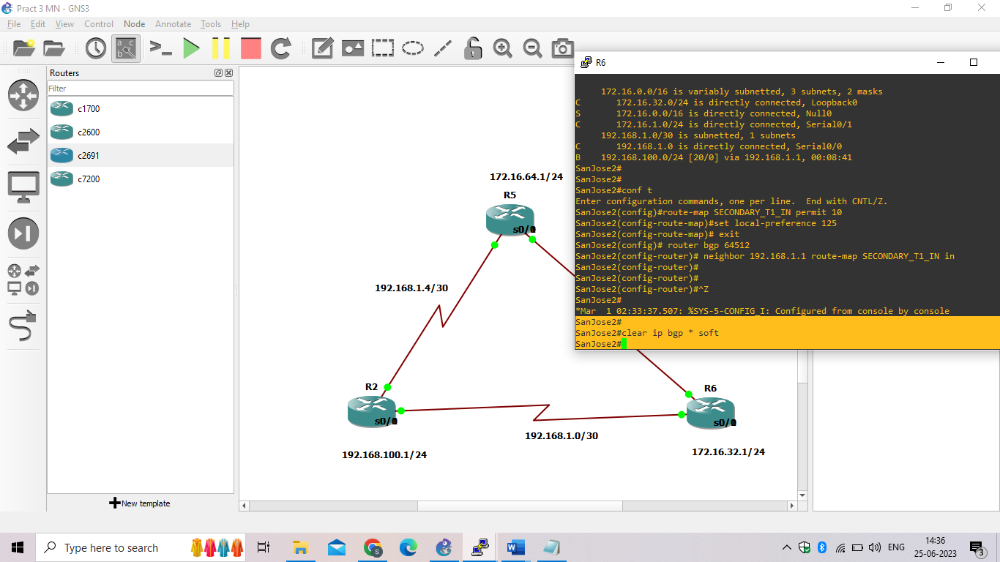 Pract 3 MN - GNS3
File Edit View Control Node Annotate Tools Help
Routers
Filter
c1700
c2600
c2691
c7200
New template
172.16.64.1/24
R5
s0/
192.168.1.4/30
R2
s0/
192.168.100.1/24
192.168.1.0/30
R6
s0/
172.16.32.1/24
R6
172.16.0.0/16 is variably subnetted, 3 subnets, 2 masks
C 172.16.32.0/24 is directly connected, Loopback0
S 172.16.0.0/16 is directly connected, Null0
C 172.16.1.0/24 is directly connected, Serial0/1
192.168.1.0/30 is subnetted, 1 subnets
C 192.168.1.0 is directly connected, Serial0/0
B 192.168.100.0/24 [20/0] via 192.168.1.1, 00:08:41
SanJose2#
SanJose2#
SanJose2#conf t
Enter configuration commands, one per line. End with CNTL/Z.
SanJose2(config)#route-map SECONDARY_T1_IN permit 10
SanJose2(config-route-map)#set local-preference 125
SanJose2(config-route-map)# exit
SanJose2(config)# router bgp 64512
SanJose2(config-router)# neighbor 192.168.1.1 route-map SECONDARY_T1_IN in
SanJose2(config-router)#
SanJose2(config-router)#
SanJose2(config-router)#^Z
SanJose2#
*Mar 1 02:33:37.507: %SYS-5-CONFIG_I: Configured from console by console
SanJose2#
SanJose2#clear ip bgp * soft
SanJose2#
Type here to search
ENG
14:36
25-06-2023
3